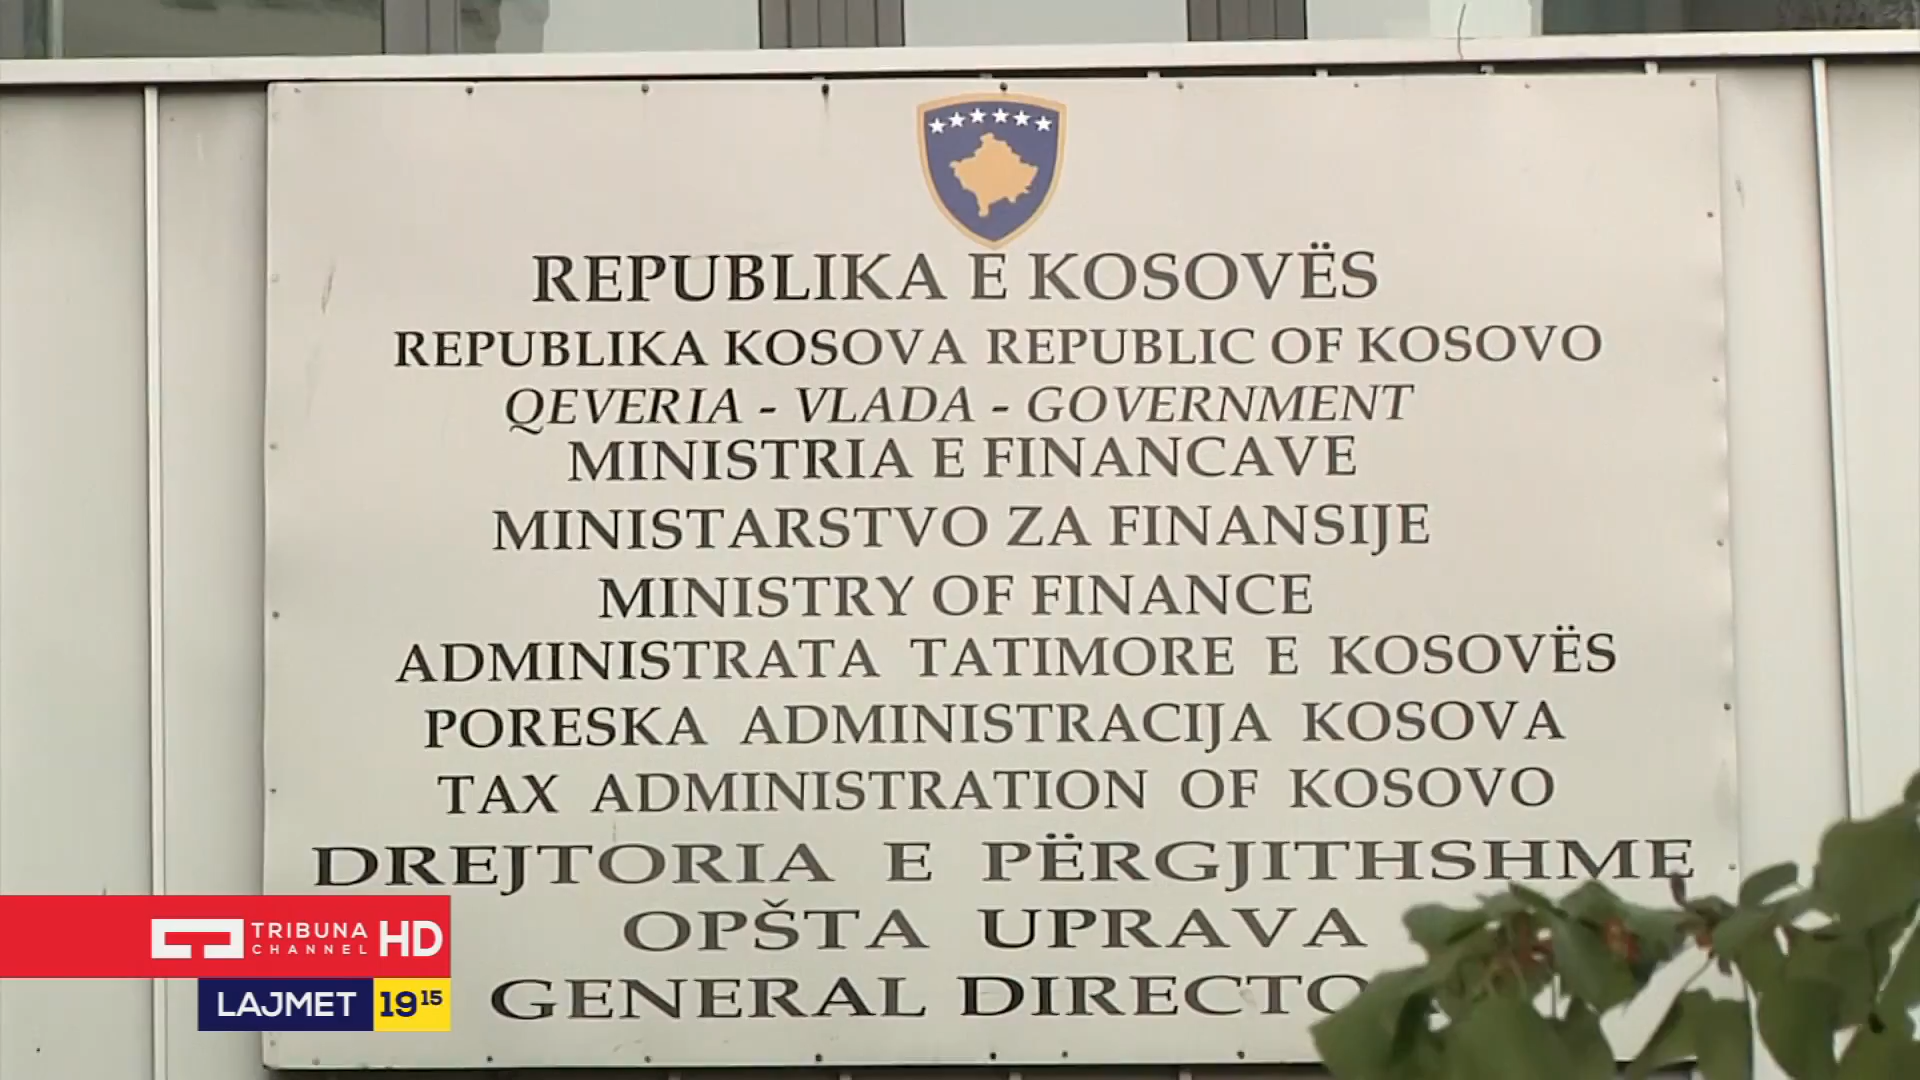 REPUBLIKA E KOSOVËS
REPUBLIKA KOSOVA REPUBLIC OF KOSOVO
QEVERIA - VLADA - GOVERNMENT
MINISTRIA E FINANCAVE
MINISTARSTVO ZA FINANSIJE
MINISTRY OF FINANCE
ADMINISTRATA TATIMORE E KOSOVËS
PORESKA ADMINISTRACIJA KOSOVA
TAX ADMINISTRATION OF KOSOVO
DREJTORIA E PËRGJITHSHME
OPŠTA UPRAVA
GENERAL
TRIBUNA CHANNEL HD
LAJMET 19 15